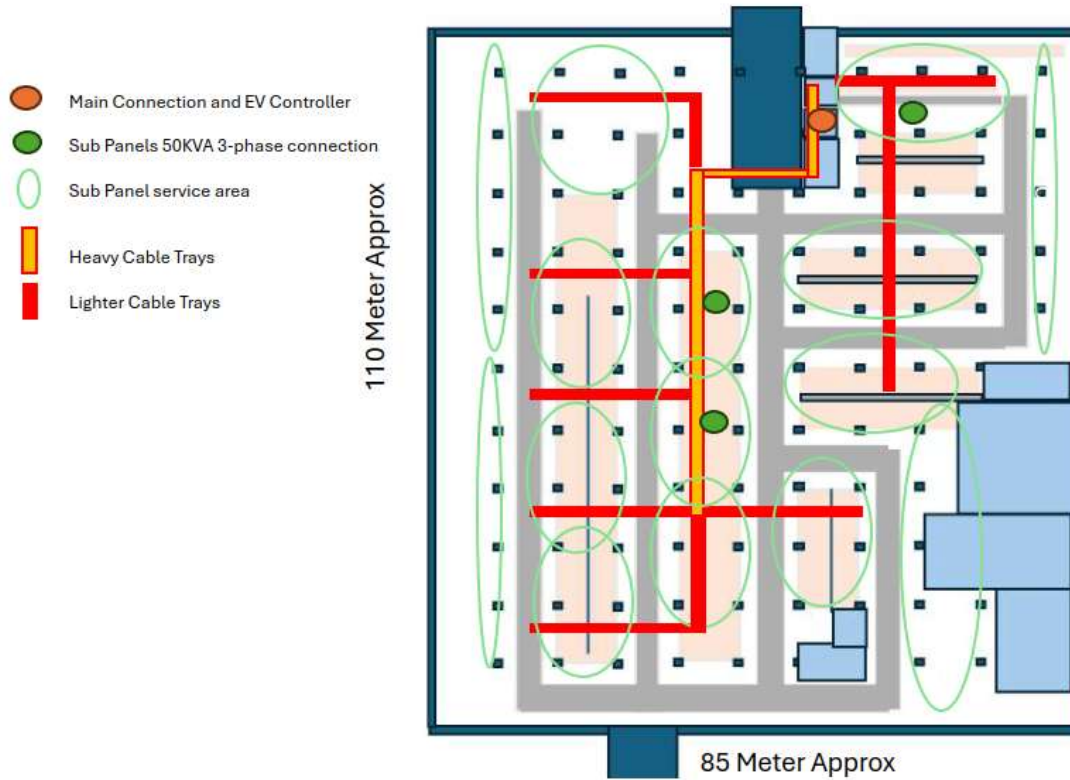 Main Connection and EV Controller
Sub Panels 50KVA 3-phase connection
Sub Panel service area
Heavy Cable Trays
Lighter Cable Trays
110 Meter Approx
85 Meter Approx